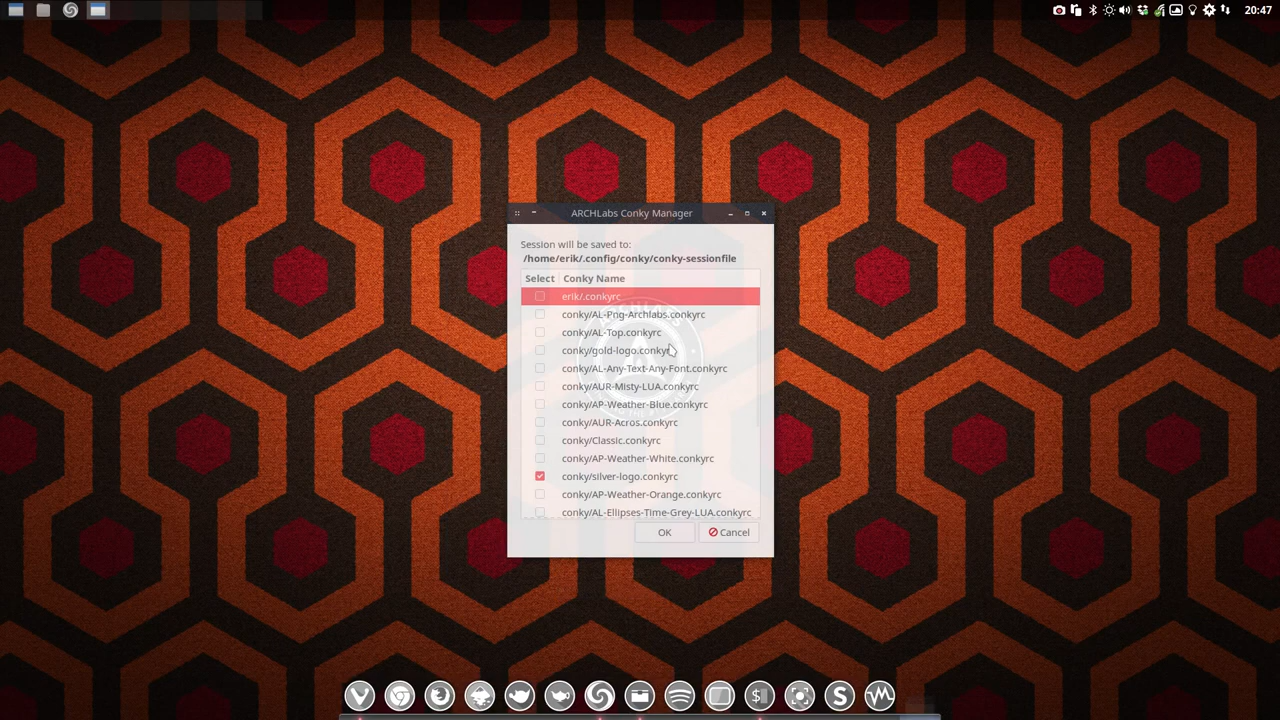 20:47
ARCHLabs Conky Manager
Session will be saved to:
/home/erik/.config/conky/conky-sessionfile
Select Conky Name
erik/.conkyrc
conky/AL-Png-Archlabs.conkyrc
conky/AL-Top.conkyrc
conky/gold-logo.conkyrc
conky/AL-Any-Text-Any-Font.conkyrc
conky/AUR-Misty-LUA.conkyrc
conky/AP-Weather-Blue.conkyrc
conky/AUR-Acros.conkyrc
conky/Classic.conkyrc
conky/AP-Weather-White.conkyrc
conky/silver-logo.conkyrc
conky/AP-Weather-Orange.conkyrc
conky/AL-Ellipses-Time-Grey-LUA.conkyrc
OK Cancel